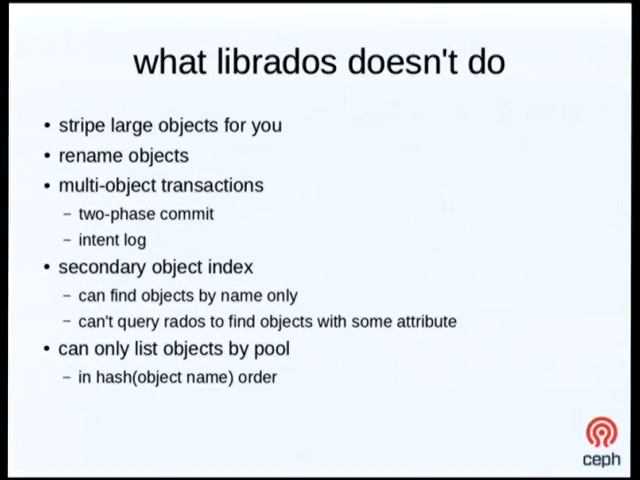 what librados doesn't do
• stripe large objects for you
• rename objects
• multi-object transactions
– two-phase commit
– intent log
• secondary object index
– can find objects by name only
– can't query rados to find objects with some attribute
• can only list objects by pool
– in hash(object name) order
ceph